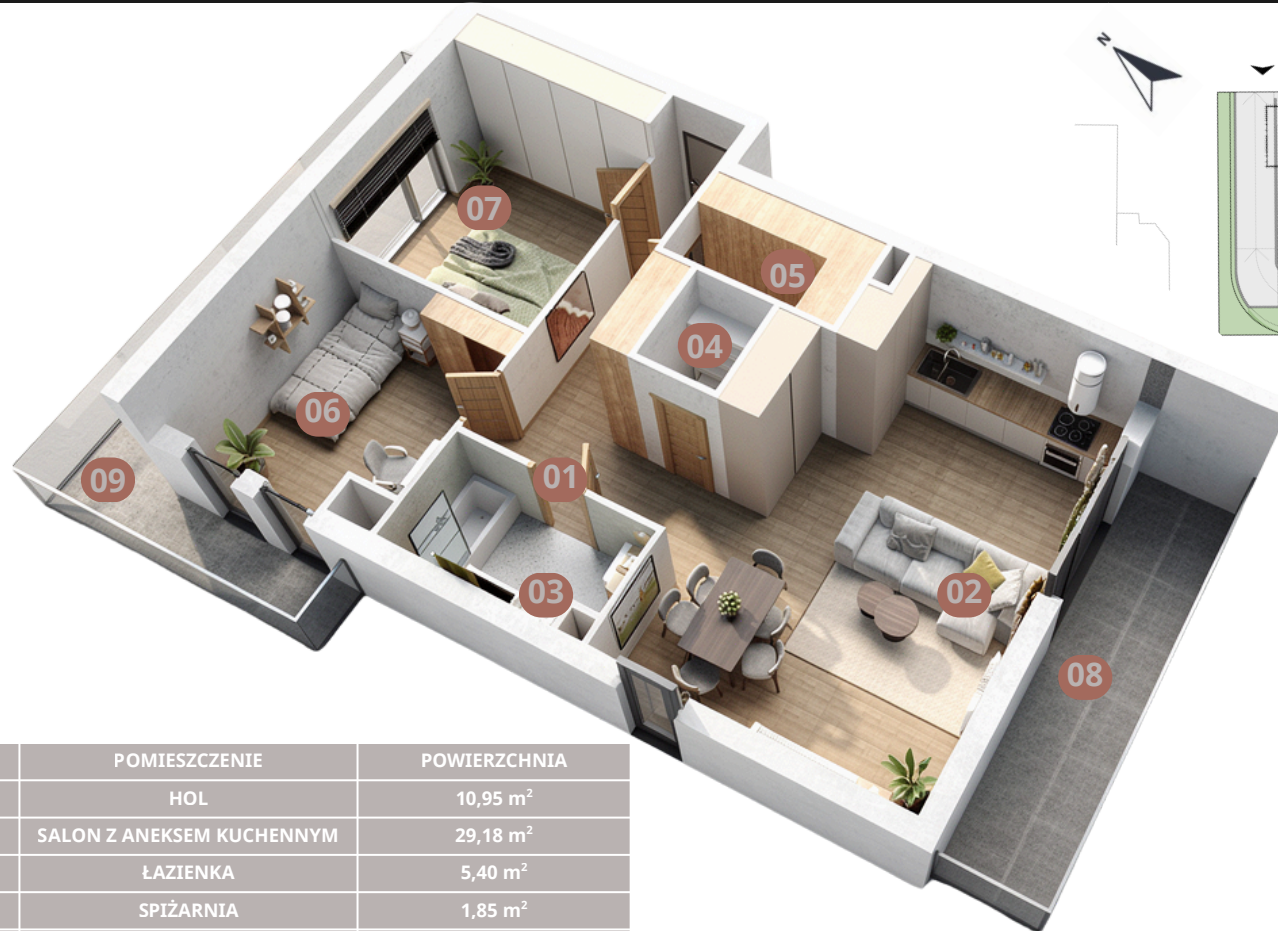 N
07
05
04
06
09
01
03
02
08
POMIESZCZENIE POWIERZCHNIA
HOL 10,95 m²
SALON Z ANEKSEM KUCHENNYM 29,18 m²
ŁAZIENKA 5,40 m²
SPIŻARNIA 1,85 m²